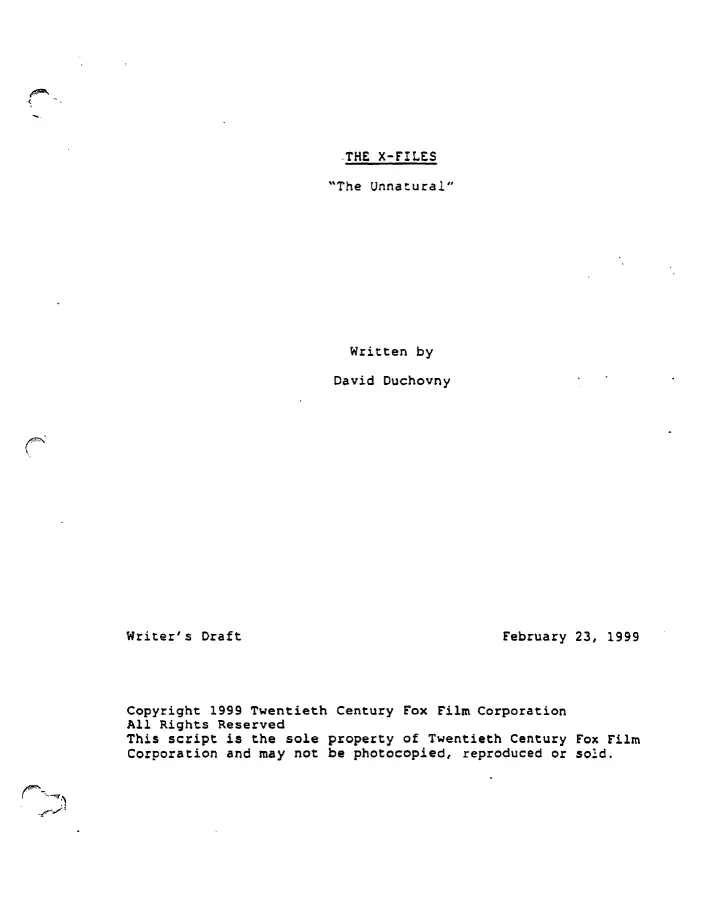 THE X-FILES
"The Unnatural"
Written by
David Duchovny
Writer's Draft February 23, 1999
Copyright 1999 Twentieth Century Fox Film Corporation
All Rights Reserved
This script is the sole property of Twentieth Century Fox Film
Corporation and may not be photocopied, reproduced or sold.